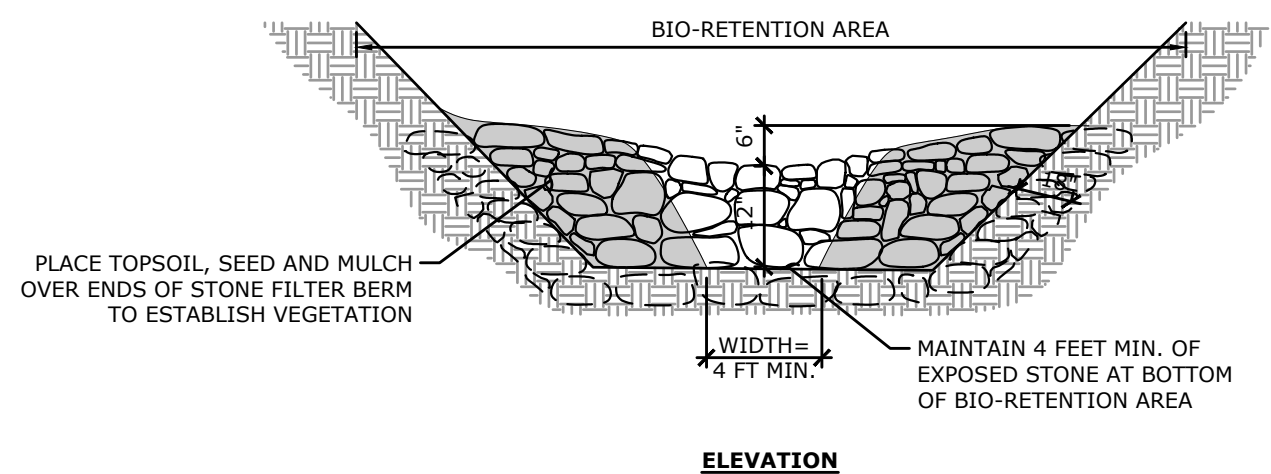 BIO-RETENTION AREA
6"
12"
18"
PLACE TOPSOIL, SEED AND MULCH
OVER ENDS OF STONE FILTER BERM
TO ESTABLISH VEGETATION
WIDTH=
4 FT MIN.
MAINTAIN 4 FEET MIN. OF
EXPOSED STONE AT BOTTOM
OF BIO-RETENTION AREA
ELEVATION